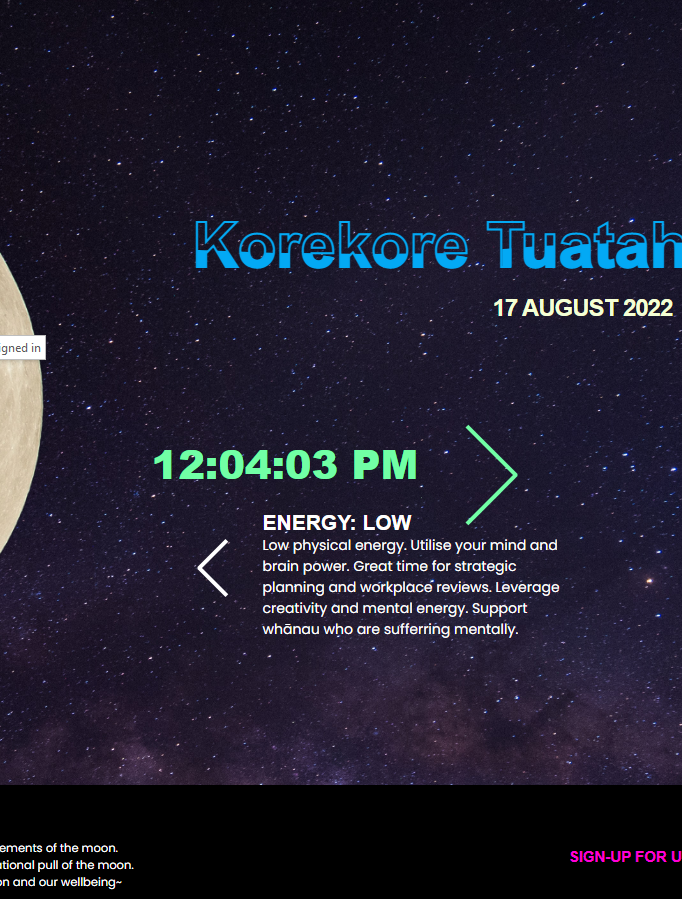 Korekore Tuatah
17 AUGUST 2022
igned in
12:04:03 PM
ENERGY: LOW
Low physical energy. Utilise your mind and
brain power. Great time for strategic
planning and workplace reviews. Leverage
creativity and mental energy. Support
whānau who are sufferring mentally.
ements of the moon.
ational pull of the moon.
on and our wellbeing~
SIGN-UP FOR U